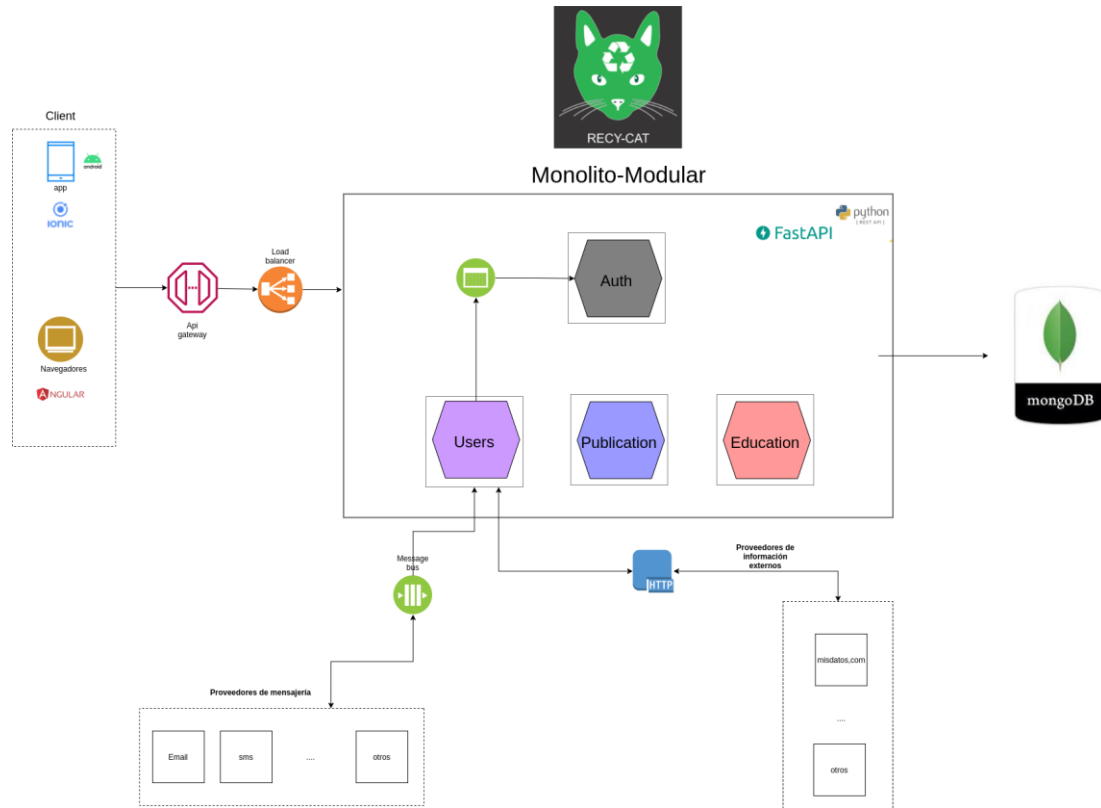 RECY-CAT
Monolito-Modular
Client
android
app
IONIC
Navegadores
ANGULAR
Api
gateway
Load
balancer
python
[ REST API ]
FastAPI
Auth
Users
Publication
Education
mongoDB
Message
bus
HTTP
Proveedores de
información
externos
misdatos,com
....
otros
Proveedores de mensajería
Email
sms
....
otros